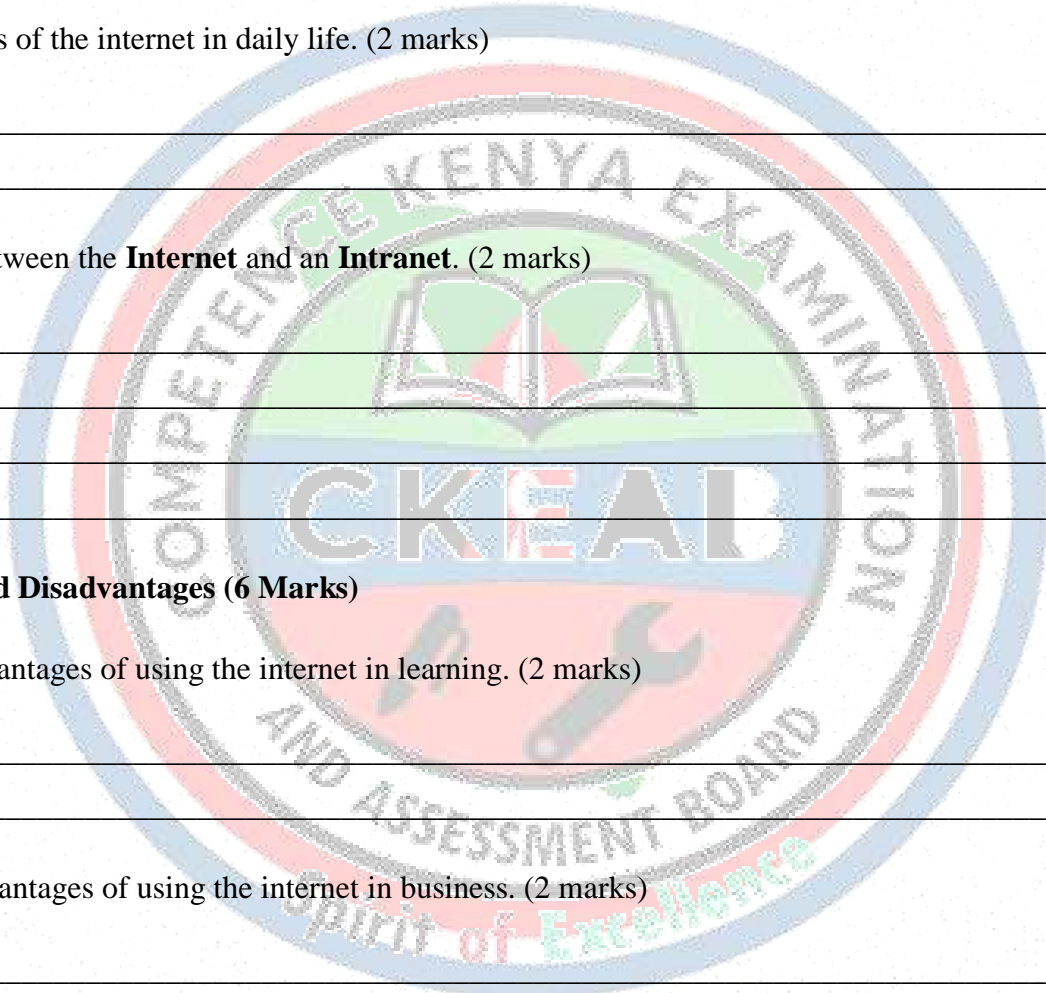 s of the internet in daily life. (2 marks)
COMPETENCE KENYA EXAMINATION
tween the Internet and an Intranet. (2 marks)
CKEAB
d Disadvantages (6 Marks)
antages of using the internet in learning. (2 marks)
AND ASSESSMENT BOARD
antages of using the internet in business. (2 marks)
Spirit of Excellence